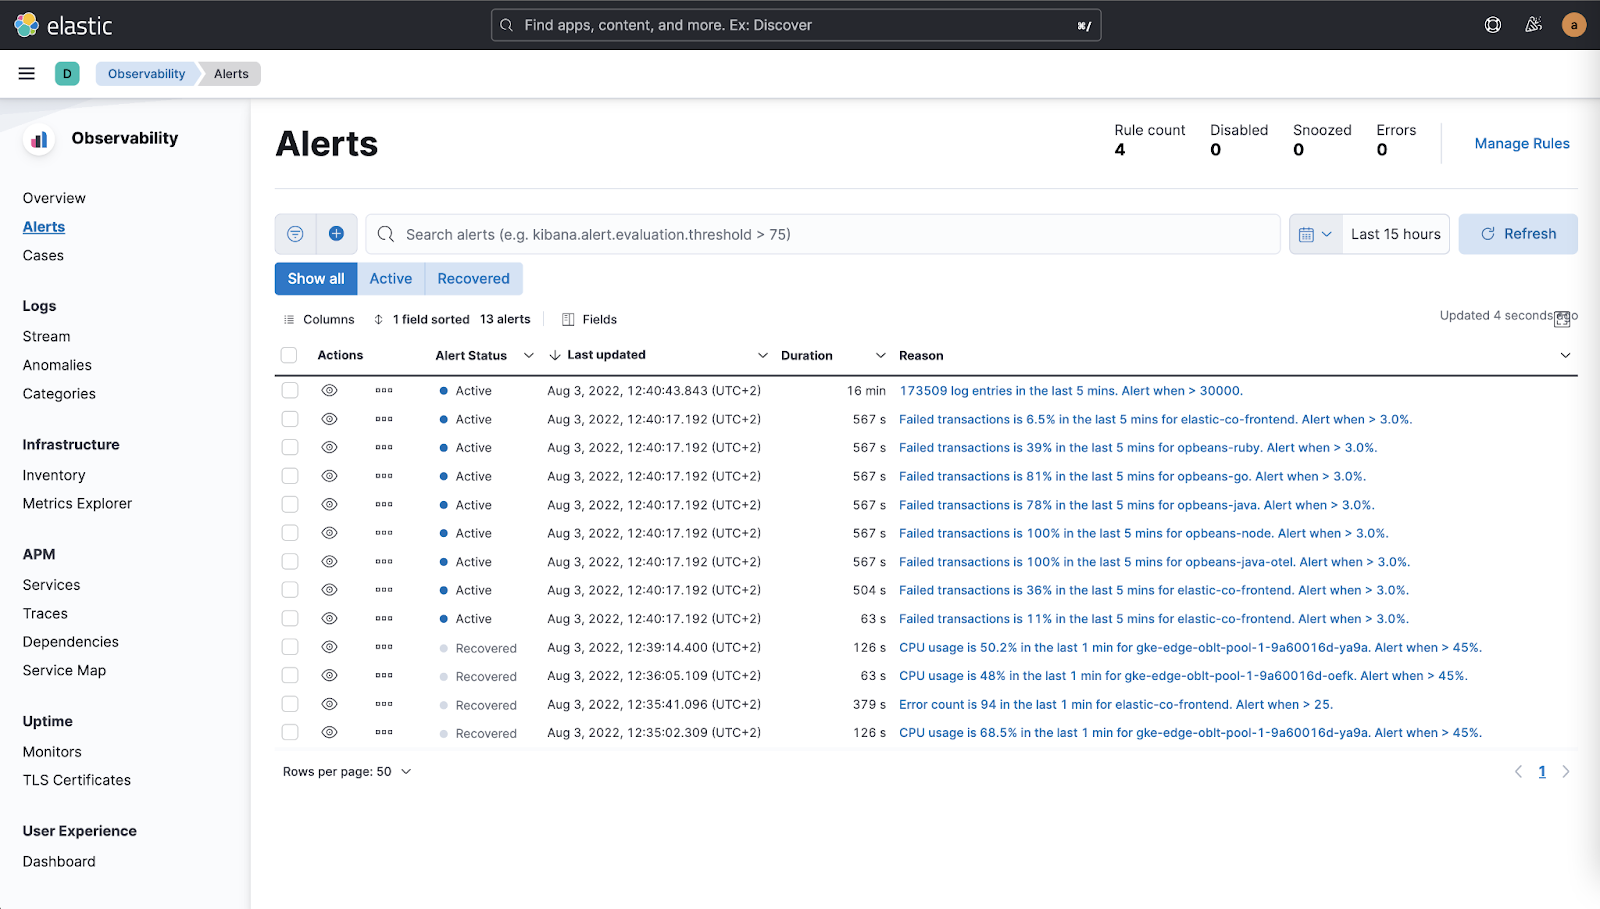 elastic
Find apps, content, and more. Ex: Discover
⌘/
a
D
Observability
Alerts
Observability
Overview
Alerts
Cases
Logs
Stream
Anomalies
Categories
Infrastructure
Inventory
Metrics Explorer
APM
Services
Traces
Dependencies
Service Map
Uptime
Monitors
TLS Certificates
User Experience
Dashboard
Alerts
Rule count 4
Disabled 0
Snoozed 0
Errors 0
Manage Rules
Search alerts (e.g. kibana.alert.evaluation.threshold > 75)
Last 15 hours
Refresh
Show all Active Recovered
Columns 1 field sorted 13 alerts Fields
Updated 4 seconds ago
Actions Alert Status Last updated Duration Reason
Active Aug 3, 2022, 12:40:43.843 (UTC+2) 16 min 173509 log entries in the last 5 mins. Alert when > 30000.
Active Aug 3, 2022, 12:40:17.192 (UTC+2) 567 s Failed transactions is 6.5% in the last 5 mins for elastic-co-frontend. Alert when > 3.0%.
Active Aug 3, 2022, 12:40:17.192 (UTC+2) 567 s Failed transactions is 39% in the last 5 mins for opbeans-ruby. Alert when > 3.0%.
Active Aug 3, 2022, 12:40:17.192 (UTC+2) 567 s Failed transactions is 81% in the last 5 mins for opbeans-go. Alert when > 3.0%.
Active Aug 3, 2022, 12:40:17.192 (UTC+2) 567 s Failed transactions is 78% in the last 5 mins for opbeans-java. Alert when > 3.0%.
Active Aug 3, 2022, 12:40:17.192 (UTC+2) 567 s Failed transactions is 100% in the last 5 mins for opbeans-node. Alert when > 3.0%.
Active Aug 3, 2022, 12:40:17.192 (UTC+2) 567 s Failed transactions is 100% in the last 5 mins for opbeans-java-otel. Alert when > 3.0%.
Active Aug 3, 2022, 12:40:17.192 (UTC+2) 504 s Failed transactions is 36% in the last 5 mins for elastic-co-frontend. Alert when > 3.0%.
Active Aug 3, 2022, 12:40:17.192 (UTC+2) 63 s Failed transactions is 11% in the last 5 mins for elastic-co-frontend. Alert when > 3.0%.
Recovered Aug 3, 2022, 12:39:14.400 (UTC+2) 126 s CPU usage is 50.2% in the last 1 min for gke-edge-oblt-pool-1-9a60016d-ya9a. Alert when > 45%.
Recovered Aug 3, 2022, 12:36:05.109 (UTC+2) 63 s CPU usage is 48% in the last 1 min for gke-edge-oblt-pool-1-9a60016d-oefk. Alert when > 45%.
Recovered Aug 3, 2022, 12:35:41.096 (UTC+2) 379 s Error count is 94 in the last 1 min for elastic-co-frontend. Alert when > 25.
Recovered Aug 3, 2022, 12:35:02.309 (UTC+2) 126 s CPU usage is 68.5% in the last 1 min for gke-edge-oblt-pool-1-9a60016d-ya9a. Alert when > 45%.
Rows per page: 50
1